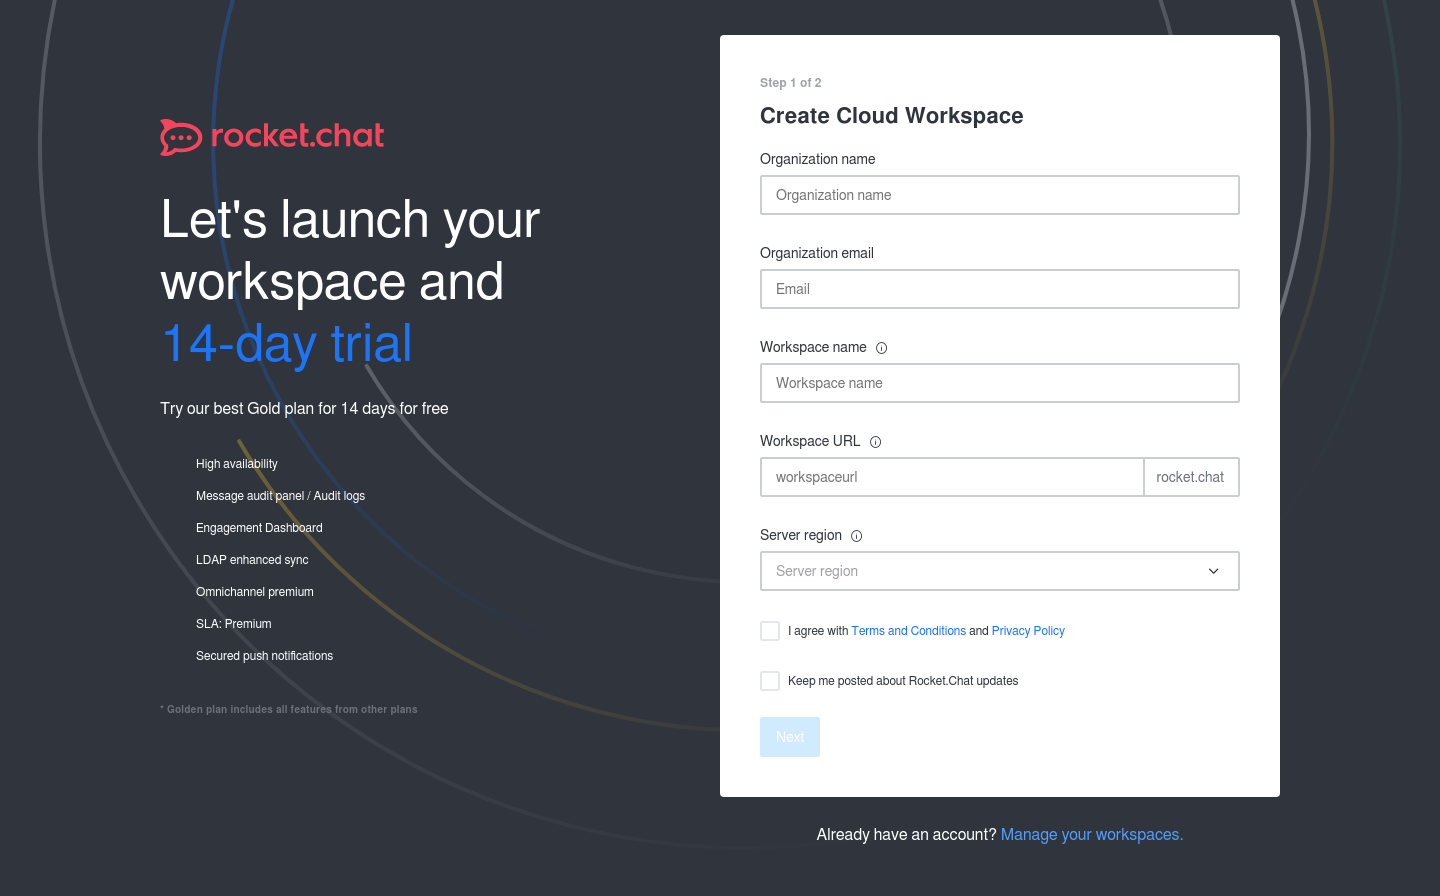 rocket.chat
Let's launch your
workspace and
14-day trial
Try our best Gold plan for 14 days for free
High availability
Message audit panel / Audit logs
Engagement Dashboard
LDAP enhanced sync
Omnichannel premium
SLA: Premium
Secured push notifications
* Golden plan includes all features from other plans
Step 1 of 2
Create Cloud Workspace
Organization name
Organization name
Organization email
Email
Workspace name
Workspace name
Workspace URL
workspaceurl rocket.chat
Server region
Server region
I agree with Terms and Conditions and Privacy Policy
Keep me posted about Rocket.Chat updates
Next
Already have an account? Manage your workspaces.